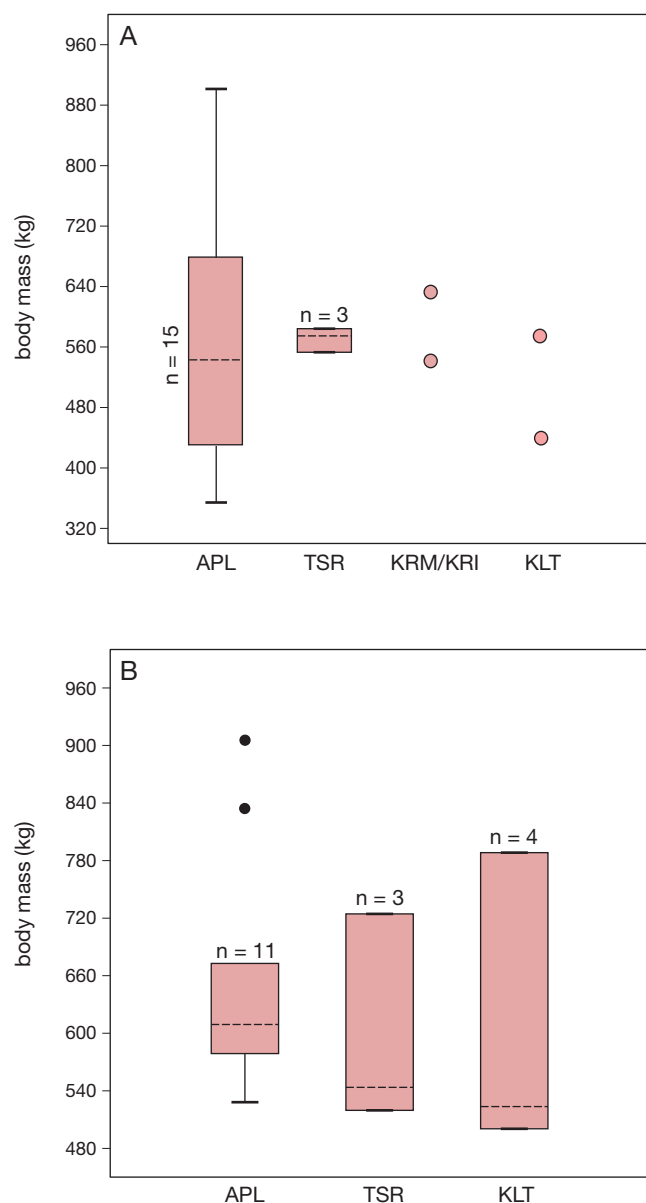 A
960
880
800
720
640
560
480
400
320
body mass (kg)
n = 15
n = 3
APL TSR KRM/KRI KLT
B
960
900
840
780
720
660
600
540
480
body mass (kg)
n = 11
n = 3
n = 4
APL TSR KLT